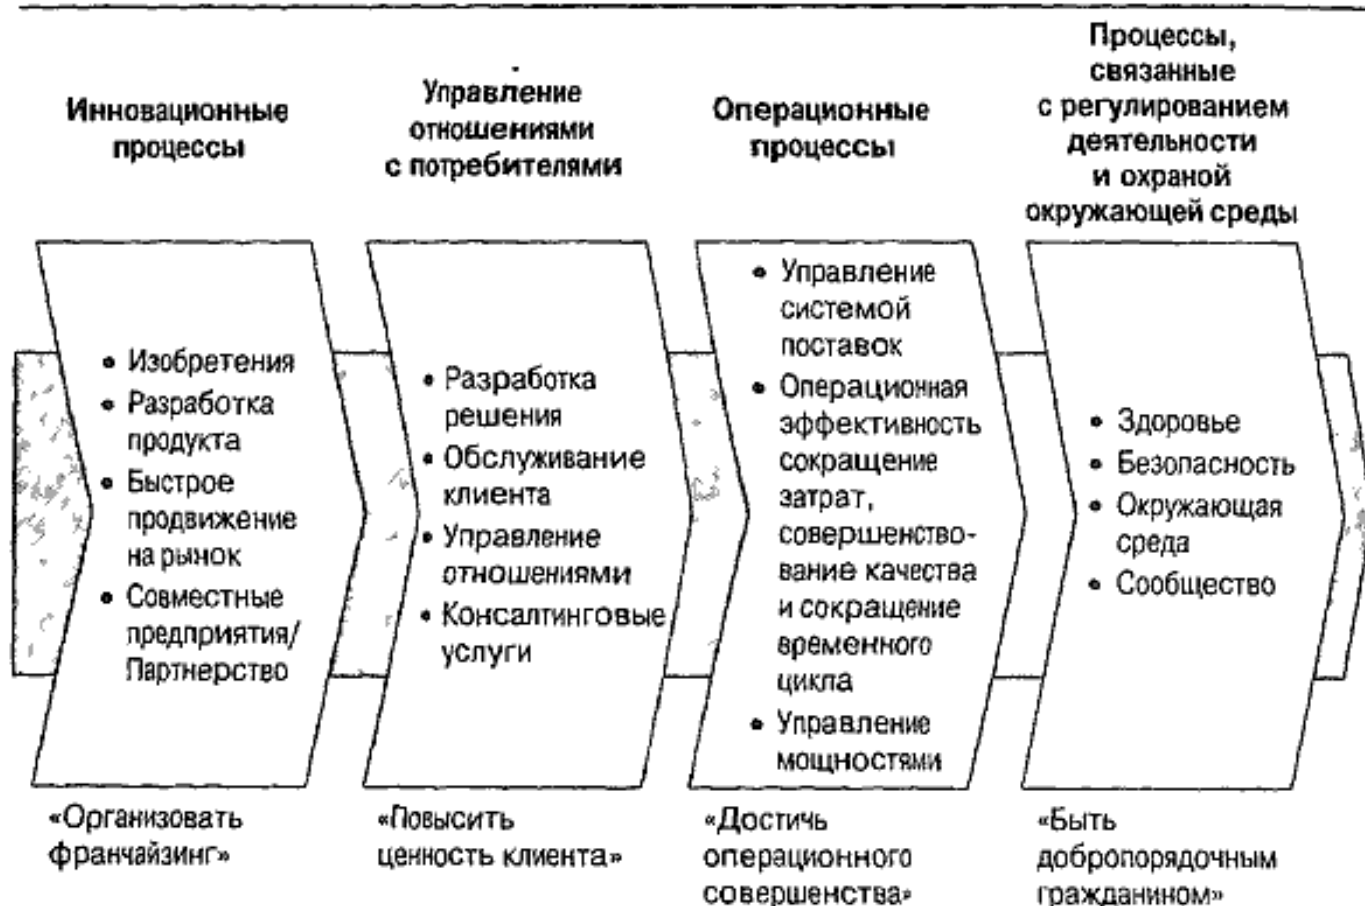 Инновационные
процессы
Управление
отношениями
с потребителями
Операционные
процессы
Процессы,
связанные
с регулированием
деятельности
и охраной
окружающей среды
• Изобретения
• Разработка
продукта
• Быстрое
продвижение
на рынок
• Совместные
предприятия/
Партнерство
• Разработка
решения
• Обслуживание
клиента
• Управление
отношениями
• Консалтинговые
услуги
• Управление
системой
поставок
• Операционная
эффективность
сокращение
затрат,
совершенство-
вание качества
и сокращение
временного
цикла
• Управление
мощностями
• Здоровье
• Безопасность
• Окружающая
среда
• Сообщество
«Организовать
франчайзинг»
«Повысить
ценность клиента»
«Достичь
операционного
совершенства»
«Быть
добропорядочным
гражданином»